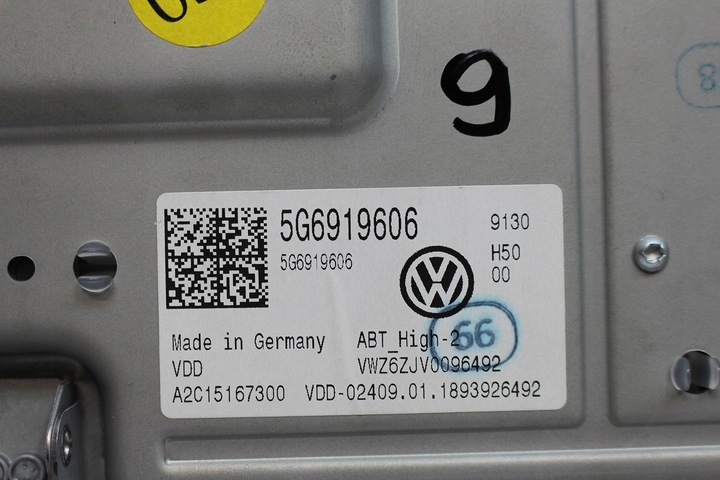 9
8
5G6919606
9130
5G6919606
H50
00
Made in Germany
ABT_High-2
66
VDD
VWZ6ZJV0096492
A2C15167300
VDD-02409.01.1893926492